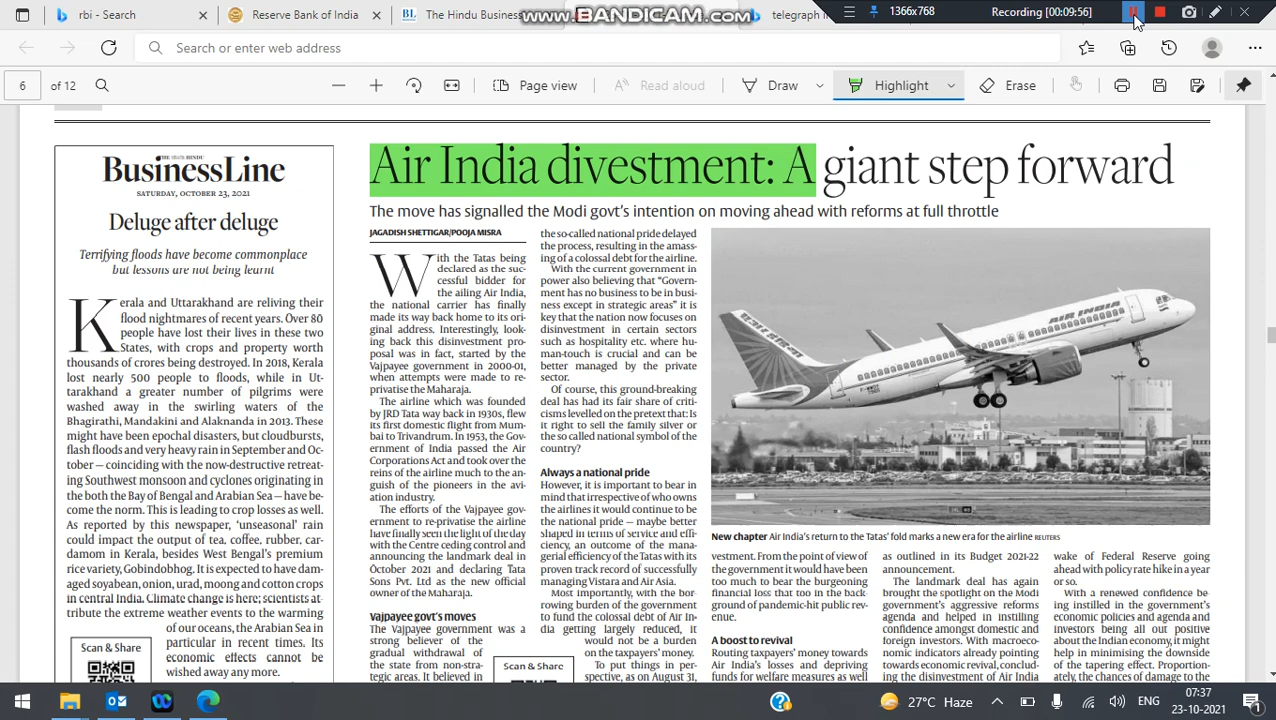 rbi - Search
Reserve Bank of India
The Hindu Business
www.BANDICAM.com
telegraph n
1366x768
Recording [00:09:56]
Search or enter web address
6 of 12
Page view
Read aloud
Draw
Highlight
Erase
THE HINDU
BusinessLine
SATURDAY, OCTOBER 23, 2021
Deluge after deluge
Terrifying floods have become commonplace
but lessons are not being learnt
Kerala and Uttarakhand are reliving their
flood nightmares of recent years. Over 80
people have lost their lives in these two
States, with crops and property worth
thousands of crores being destroyed. In 2018, Kerala
lost nearly 500 people to floods, while in Ut-
tarakhand a greater number of pilgrims were
washed away in the swirling waters of the
Bhagirathi, Mandakini and Alaknanda in 2013. These
might have been epochal disasters, but cloudbursts,
flash floods and very heavy rain in September and Oc-
tober — coinciding with the now-destructive retreat-
ing Southwest monsoon and cyclones originating in
the both the Bay of Bengal and Arabian Sea — have be-
come the norm. This is leading to crop losses as well.
As reported by this newspaper, ‘unseasonal’ rain
could impact the output of tea, coffee, rubber, car-
damom in Kerala, besides West Bengal’s premium
rice variety, Gobindobhog. It is expected to have dam-
aged soyabean, onion, urad, moong and cotton crops
in central India. Climate change is here; scientists at-
tribute the extreme weather events to the warming
of our oceans, the Arabian Sea in
particular in recent times. Its
economic effects cannot be
wished away any more.
Scan & Share
Air India divestment: A giant step forward
The move has signalled the Modi govt’s intention on moving ahead with reforms at full throttle
JAGADISH SHETTIGAR/POOJA MISRA
With the Tatas being
declared as the suc-
cessful bidder for
the ailing Air India,
the national carrier has finally
made its way back home to its ori-
ginal address. Interestingly, look-
ing back this disinvestment pro-
posal was in fact, started by the
Vajpayee government in 2000-01,
when attempts were made to re-
privatise the Maharaja.
The airline which was founded
by JRD Tata way back in 1930s, flew
its first domestic flight from Mum-
bai to Trivandrum. In 1953, the Gov-
ernment of India passed the Air
Corporations Act and took over the
reins of the airline much to the an-
guish of the pioneers in the avi-
ation industry.
The efforts of the Vajpayee gov-
ernment to re-privatise the airline
have finally seen the light of the day
with the Centre ceding control and
announcing the landmark deal in
October 2021 and declaring Tata
Sons Pvt. Ltd as the new official
owner of the Maharaja.
Vajpayee govt’s moves
The Vajpayee government was a
strong believer of the
gradual withdrawal of
the state from non-stra-
tegic areas. It believed in
Scan & Share
the so-called national pride delayed
the process, resulting in the amass-
ing of a colossal debt for the airline.
With the current government in
power also believing that “Govern-
ment has no business to be in busi-
ness except in strategic areas” it is
key that the nation now focuses on
disinvestment in certain sectors
such as hospitality etc. where hu-
man-touch is crucial and can be
better managed by the private
sector.
Of course, this ground-breaking
deal has had its fair share of criti-
cisms levelled on the pretext that: Is
it right to sell the family silver or
the so called national symbol of the
country?
Always a national pride
However, it is important to bear in
mind that irrespective of who owns
the airlines it would continue to be
the national pride — maybe better
shaped in terms of service and effi-
ciency, an outcome of the mana-
gerial efficiency of the Tatas with its
proven track record of successfully
managing Vistara and Air Asia.
Most importantly, with the bor-
rowing burden of the government
to fund the colossal debt of Air In-
dia getting largely reduced, it
would not be a burden
on the taxpayers’ money.
To put things in per-
spective, as on August 31,
AIR INDIA
New chapter Air India’s return to the Tatas’ fold marks a new era for the airline REUTERS
vestment. From the point of view of
the government it would have been
too much to bear the burgeoning
financial loss that too in the back-
ground of pandemic-hit public rev-
enue.
A boost to revival
Routing taxpayers’ money towards
Air India’s losses and depriving
funds for welfare measures as well
as outlined in its Budget 2021-22
announcement.
The landmark deal has again
brought the spotlight on the Modi
government’s aggressive reforms
agenda and helped in instilling
confidence amongst domestic and
foreign investors. With macroeco-
nomic indicators already pointing
towards economic revival, conclud-
ing the disinvestment of Air India
wake of Federal Reserve going
ahead with policy rate hike in a year
or so.
With a renewed confidence be-
ing instilled in the government’s
economic policies and agenda and
investors being all out positive
about the Indian economy, it might
help in minimising the downside
of the tapering effect. Proportion-
ately, the chances of damage to the
27°C Haze
ENG
07:37
23-10-2021
1